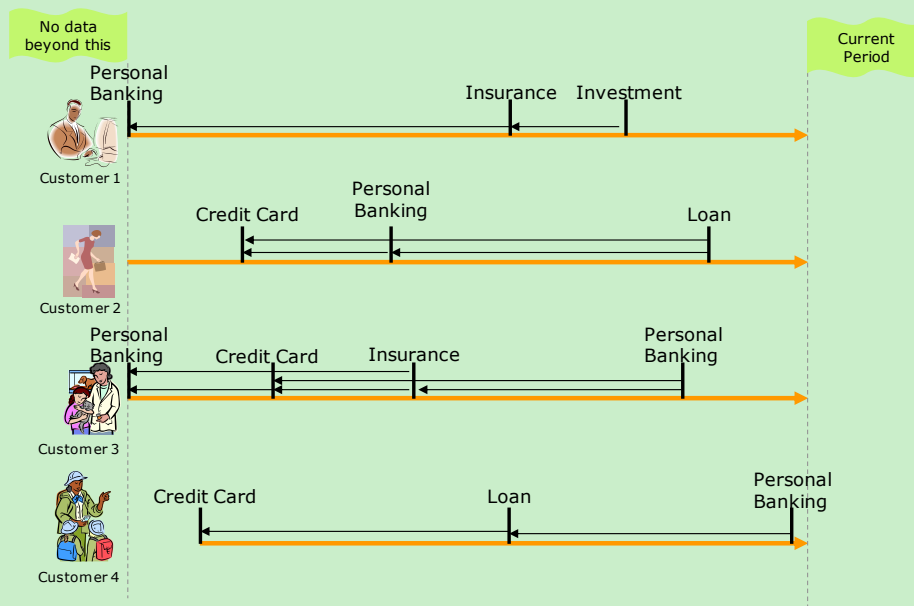 No data
beyond this
Current
Period
Personal
Banking
Insurance
Investment
Customer 1
Credit Card
Personal
Banking
Loan
Customer 2
Personal
Banking
Credit Card
Insurance
Personal
Banking
Customer 3
Credit Card
Loan
Personal
Banking
Customer 4